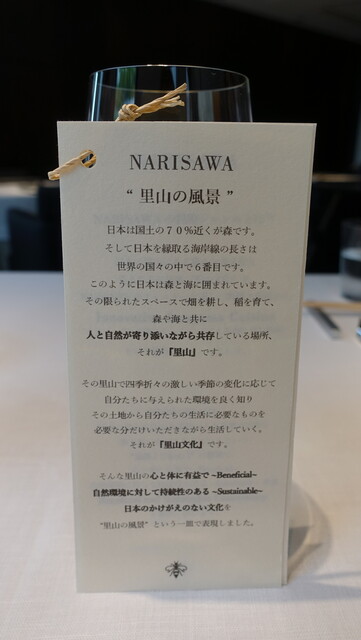 NARISAWA
“ 里山の風景 ”
日本は国土の７０％近くが森です。
そして日本を縁取る海岸線の長さは
世界の国々の中で６番目です。
このように日本は森と海に囲まれています。
その限られたスペースで畑を耕し、稲を育て、
森や海と共に
人と自然が寄り添いながら共存している場所、
それが『里山』です。
その里山で四季折々の激しい季節の変化に応じて
自分たちに与えられた環境を良く知り
その土地から自分たちの生活に必要なものを
必要な分だけいただきながら生活していく。
それが『里山文化』です。
そんな里山の心と体に有益で ~Beneficial~
自然環境に対して持続性のある ~Sustainable~
日本のかけがえのない文化を
“里山の風景” という一皿で表現しました。